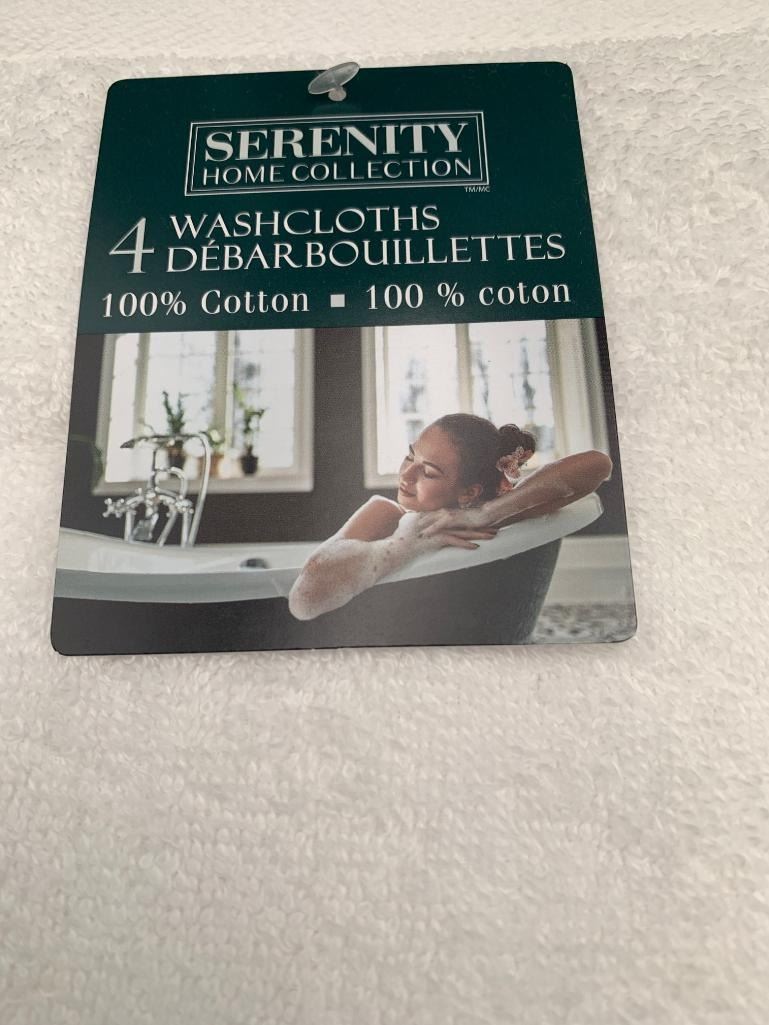 SERENITY
HOME COLLECTION
TM/MC
4 WASHCLOTHS
DÉBARBOUILLETTES
100% Cotton ▪ 100 % coton